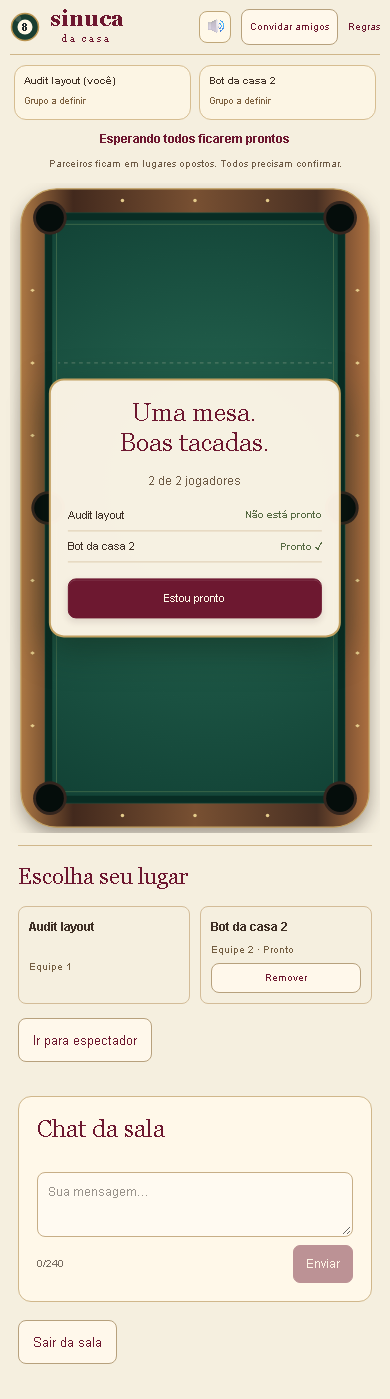 8
sinuca
da casa
Convidar amigos
Regras
Audit layout (você)
Grupo a definir
Bot da casa 2
Grupo a definir
Esperando todos ficarem prontos
Parceiros ficam em lugares opostos. Todos precisam confirmar.
Uma mesa.
Boas tacadas.
2 de 2 jogadores
Audit layout
Não está pronto
Bot da casa 2
Pronto ✓
Estou pronto
Escolha seu lugar
Audit layout
Equipe 1
Bot da casa 2
Equipe 2 · Pronto
Remover
Ir para espectador
Chat da sala
Sua mensagem...
0/240
Enviar
Sair da sala